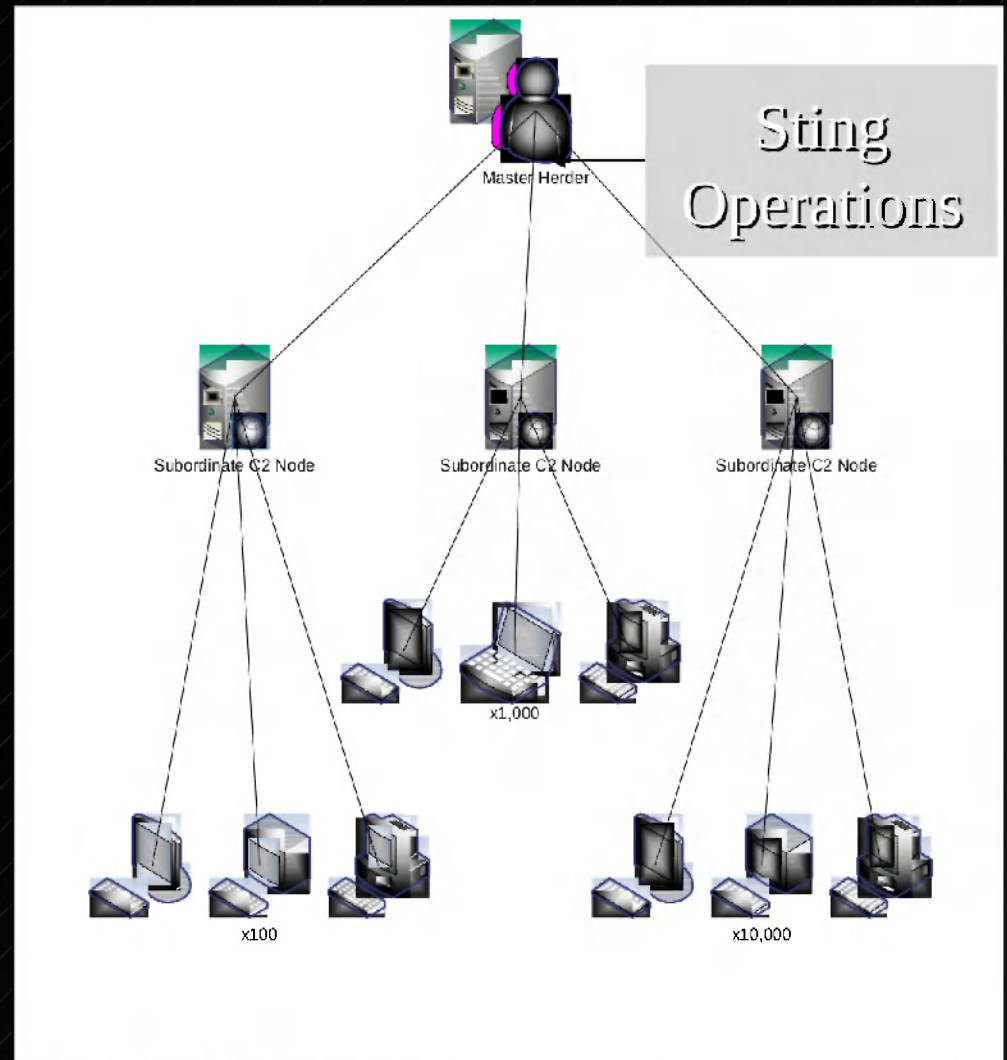 Sting
Operations
Master Herder
Subordinate C2 Node
Subordinate C2 Node
Subordinate C2 Node
x1,000
x100
x10,000